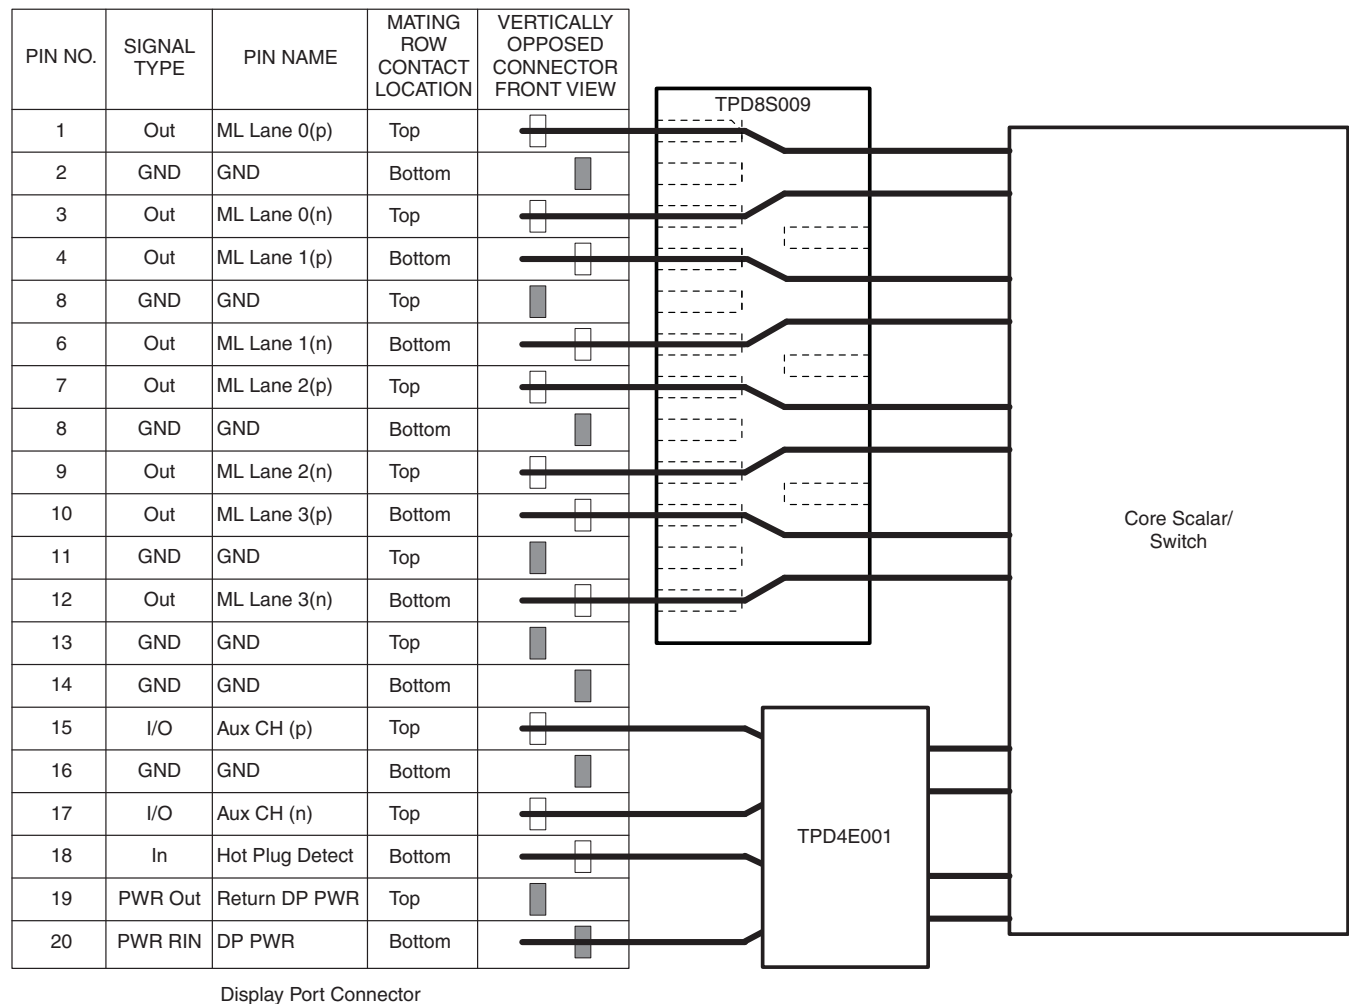 PIN NO.
SIGNAL
TYPE
PIN NAME
MATING
ROW
CONTACT
LOCATION
VERTICALLY
OPPOSED
CONNECTOR
FRONT VIEW
1 Out ML Lane 0(p) Top
2 GND GND Bottom
3 Out ML Lane 0(n) Top
4 Out ML Lane 1(p) Bottom
8 GND GND Top
6 Out ML Lane 1(n) Bottom
7 Out ML Lane 2(p) Top
8 GND GND Bottom
9 Out ML Lane 2(n) Top
10 Out ML Lane 3(p) Bottom
11 GND GND Top
12 Out ML Lane 3(n) Bottom
13 GND GND Top
14 GND GND Bottom
15 I/O Aux CH (p) Top
16 GND GND Bottom
17 I/O Aux CH (n) Top
18 In Hot Plug Detect Bottom
19 PWR Out Return DP PWR Top
20 PWR RIN DP PWR Bottom
Display Port Connector
TPD8S009
TPD4E001
Core Scalar/
Switch